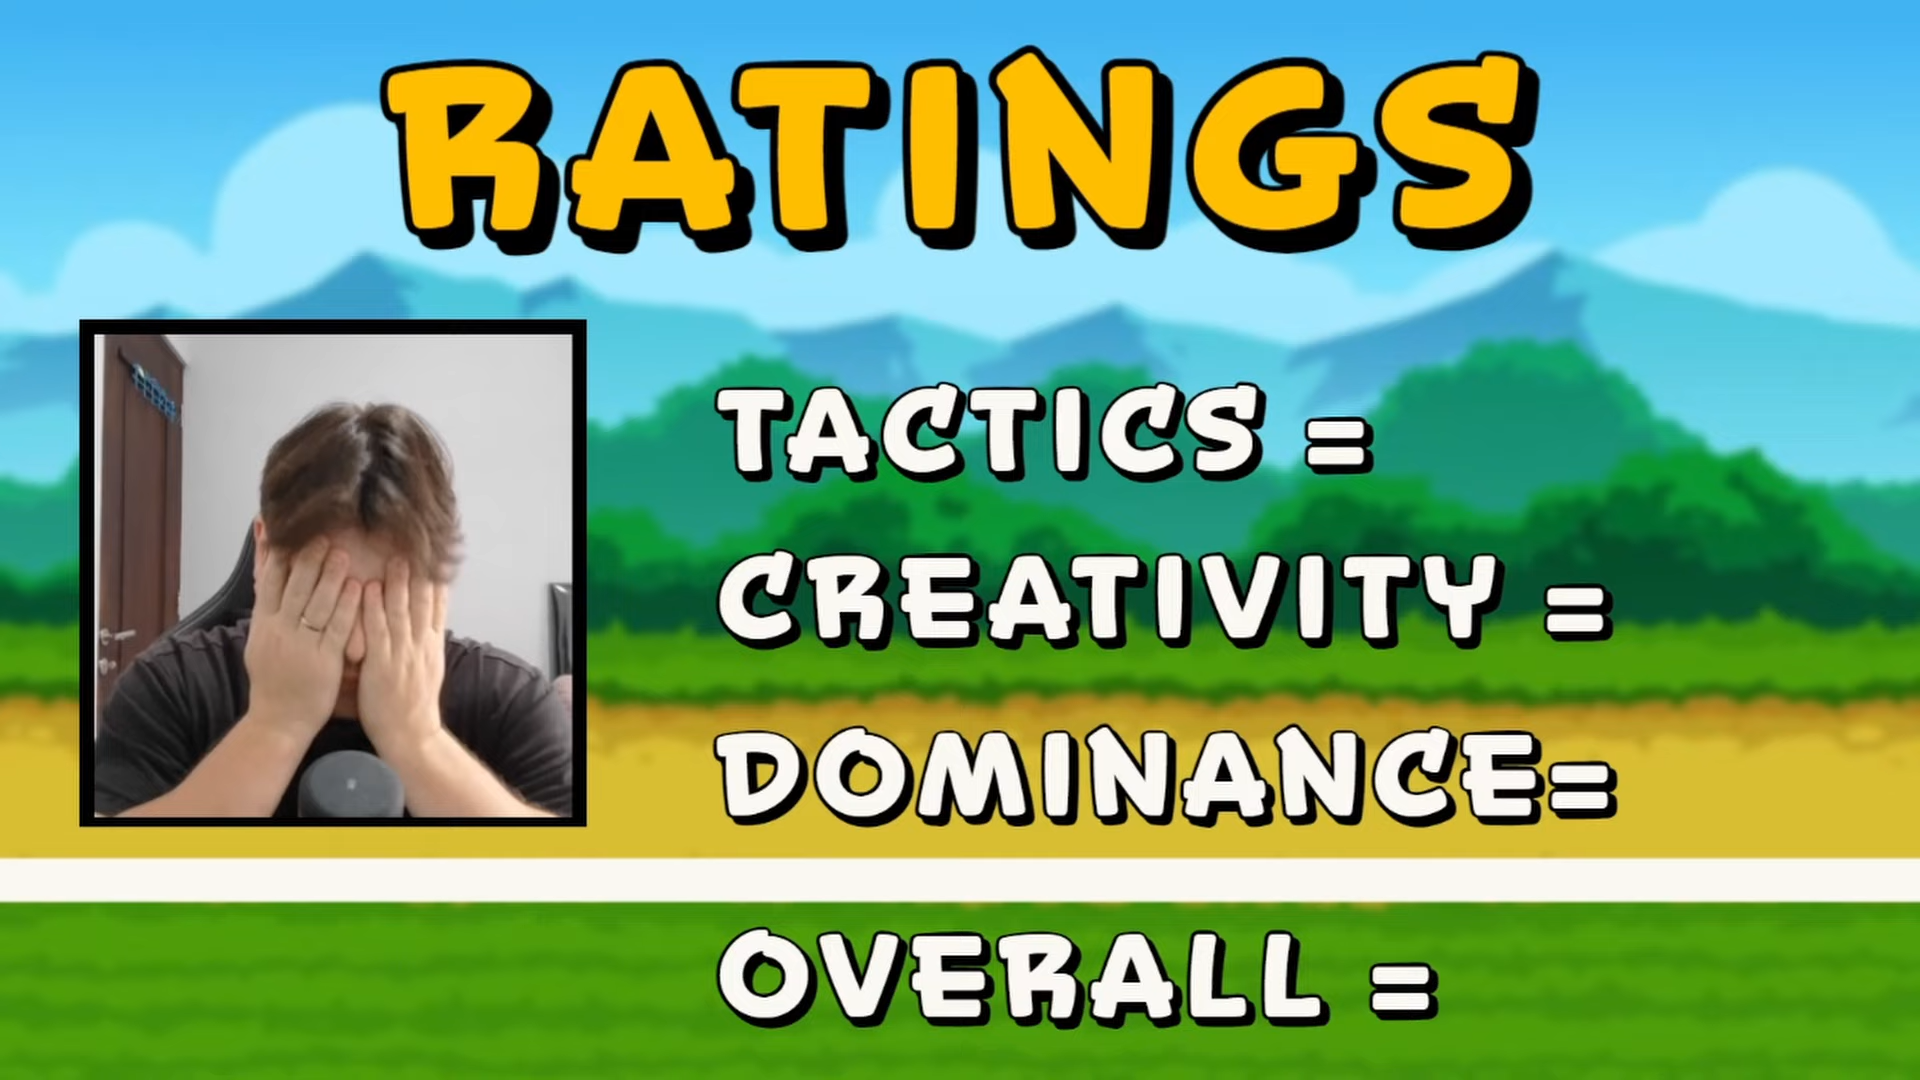 RATINGS
TACTICS =
CREATIVITY =
DOMINANCE=
OVERALL =